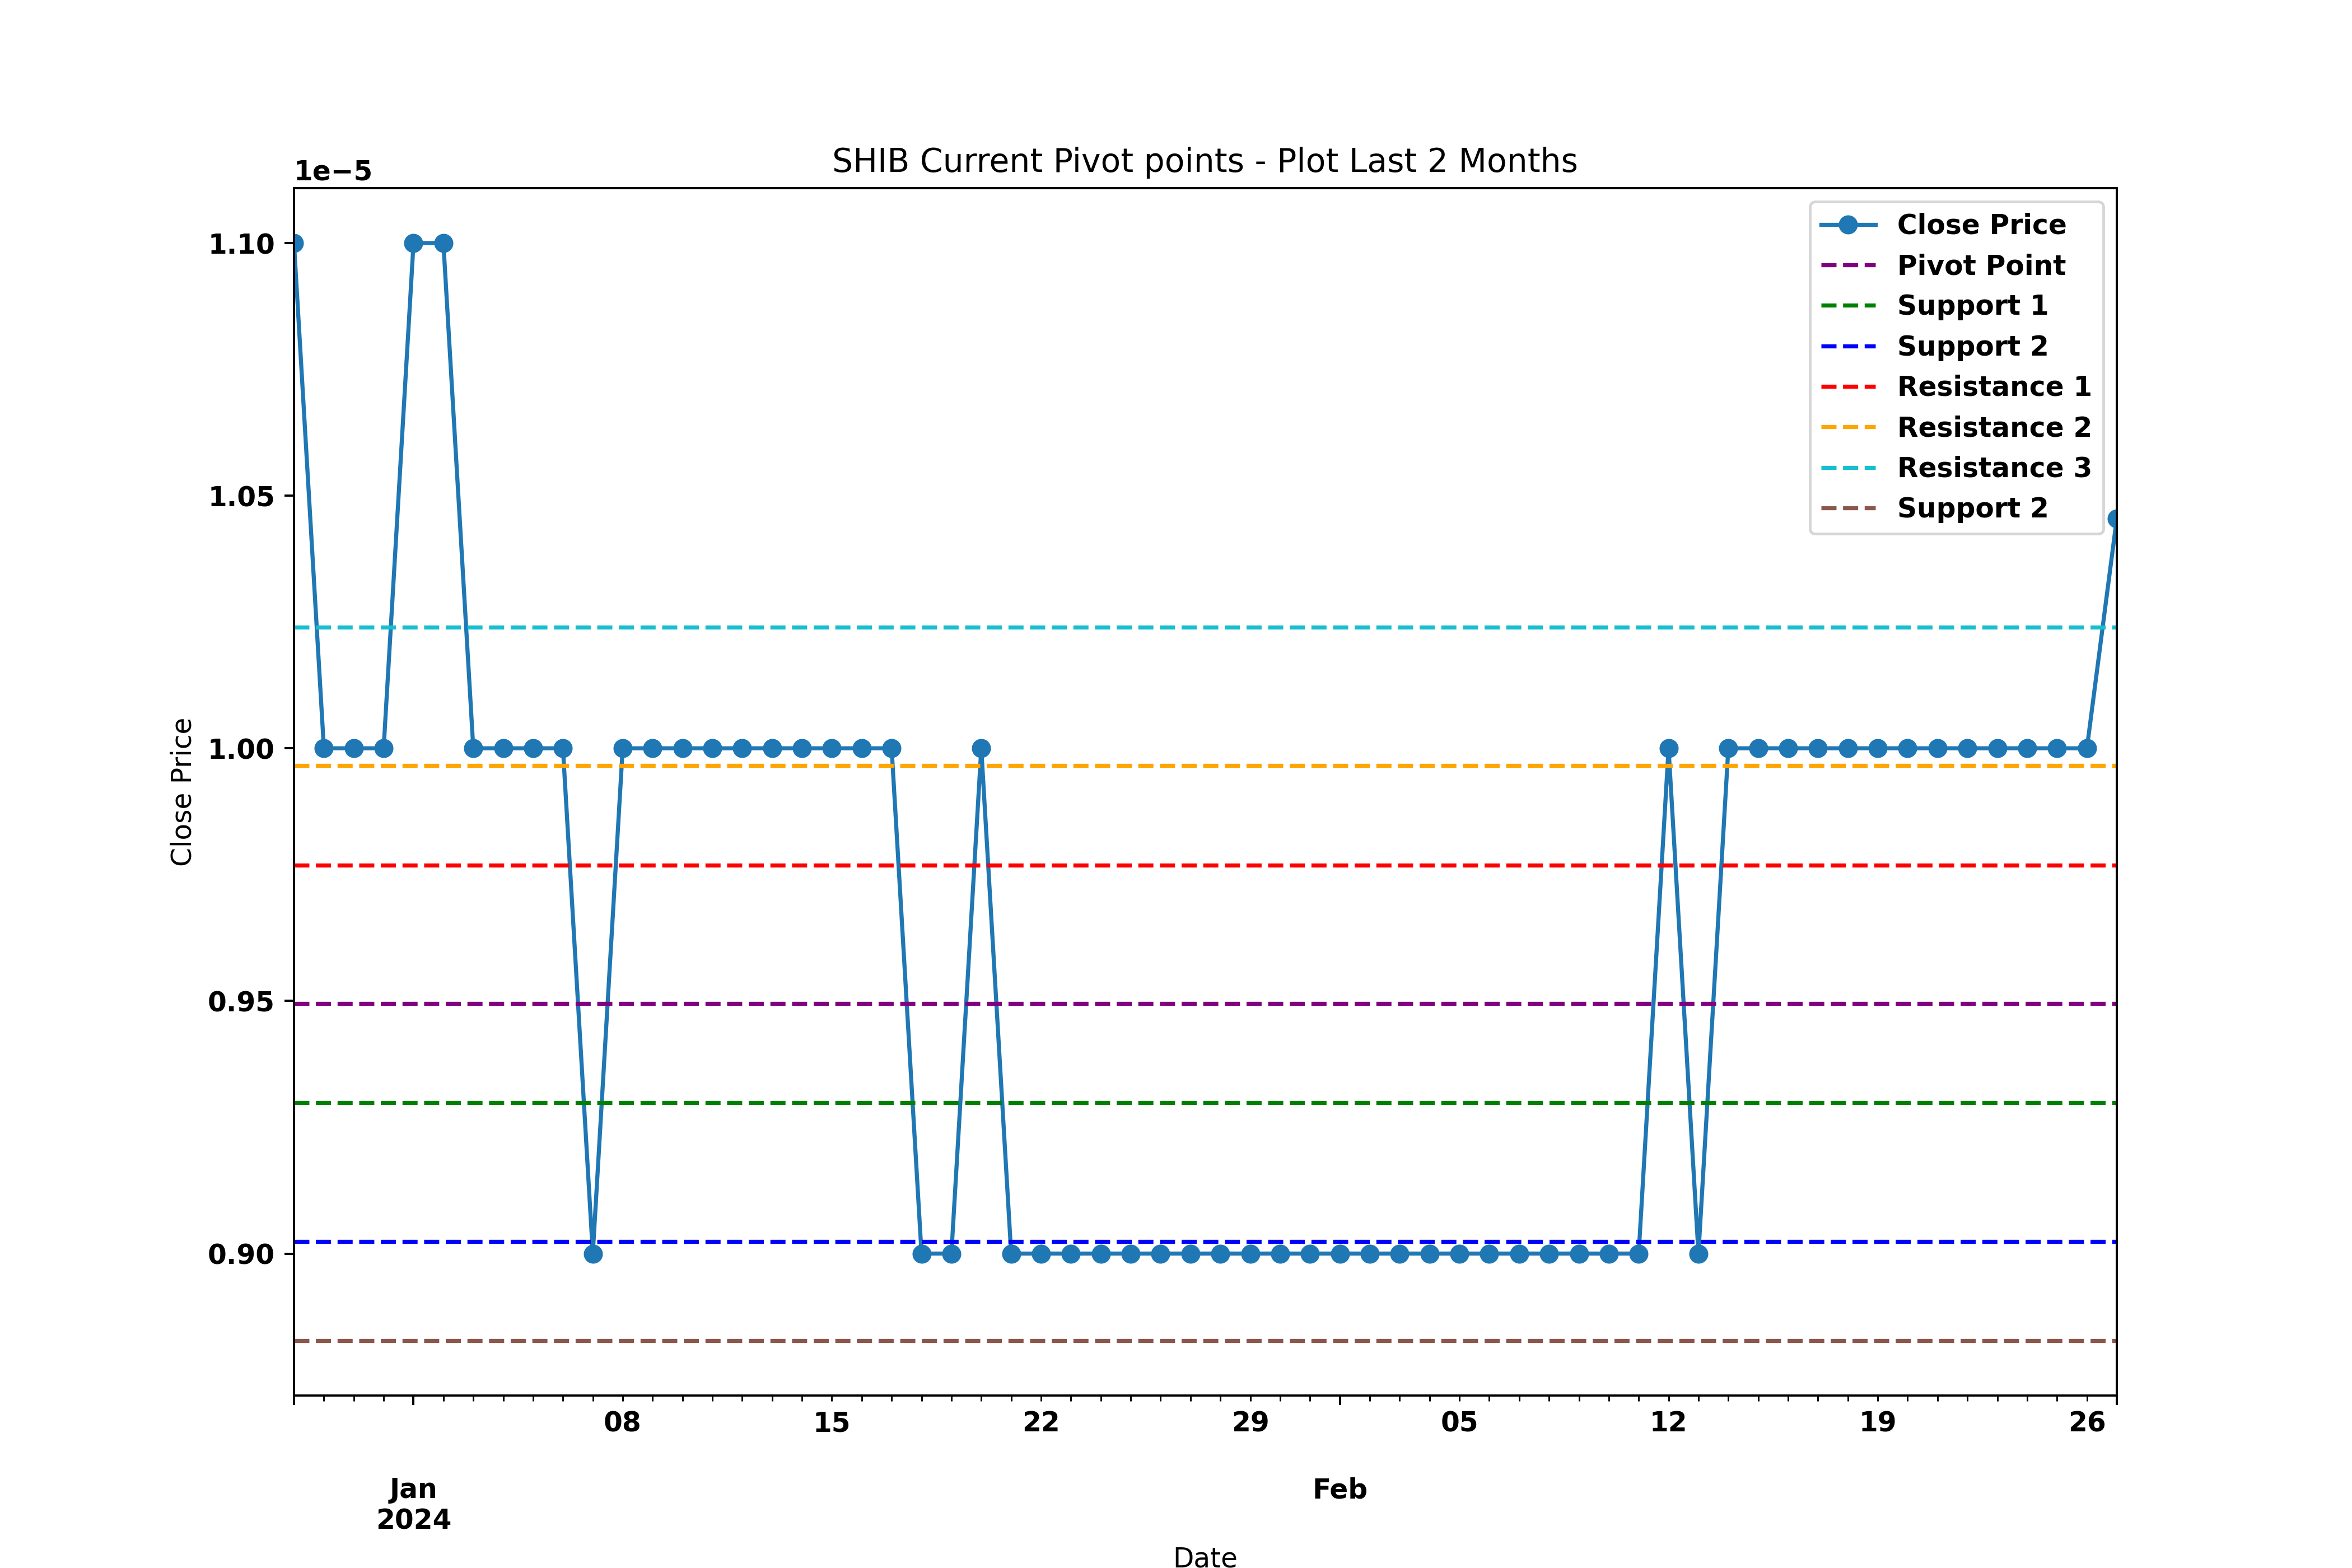 SHIB Current Pivot points - Plot Last 2 Months
1e−5
1.10
1.05
1.00
0.95
0.90
Close Price
Close Price
Pivot Point
Support 1
Support 2
Resistance 1
Resistance 2
Resistance 3
Support 2
08 15 22 29 05 12 19 26
Jan Feb
2024
Date